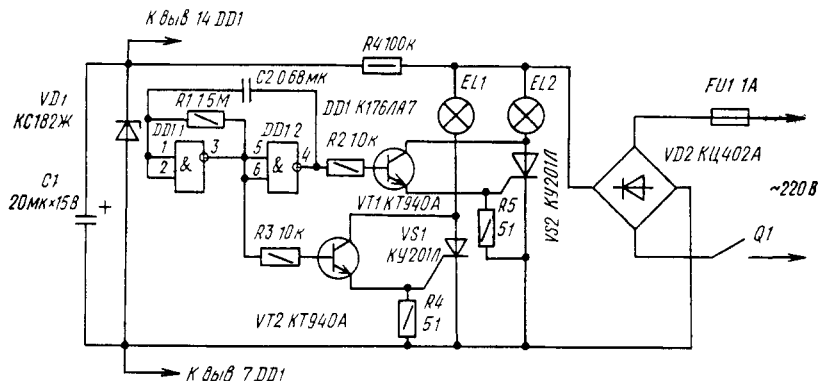 К выв 14 DD1
R4 100к
C2 0 68 мк
EL1
EL2
FU1 1А
VD1
КС182Ж
R1 1 5М
DD1 К176ЛА7
DD1 1
DD1 2
1
2
&
3
5
6
&
4
R2 10к
VD2 КЦ402А
C1
20мк×15В
+
VT1 КТ940А
R5
51
VS2 КУ201Л
~220 В
R3 10к
VS1
КУ201Л
Q1
VT2 КТ940А
R4
51
К выв 7 DD1